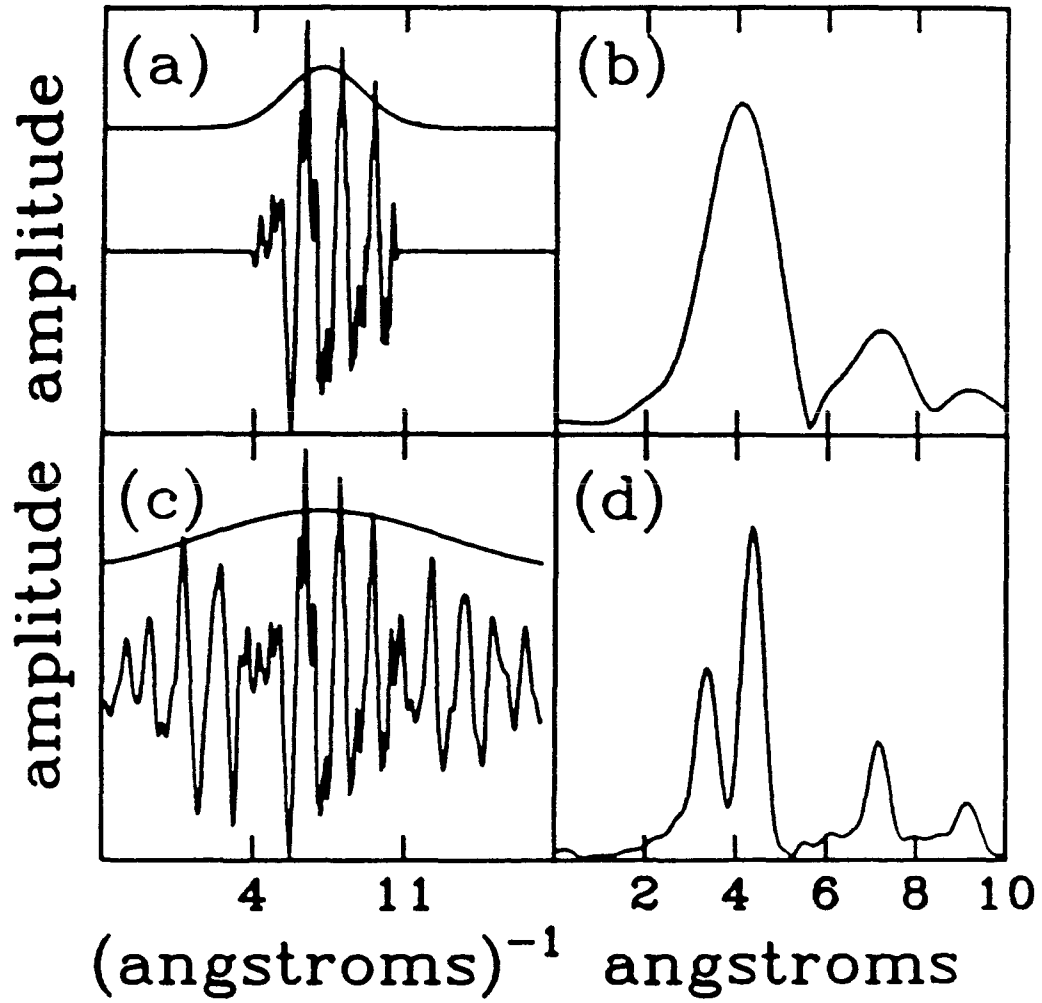 (a)
(b)
amplitude
(c)
(d)
amplitude
4 11
2 4 6 8 10
(angstroms)⁻¹ angstroms